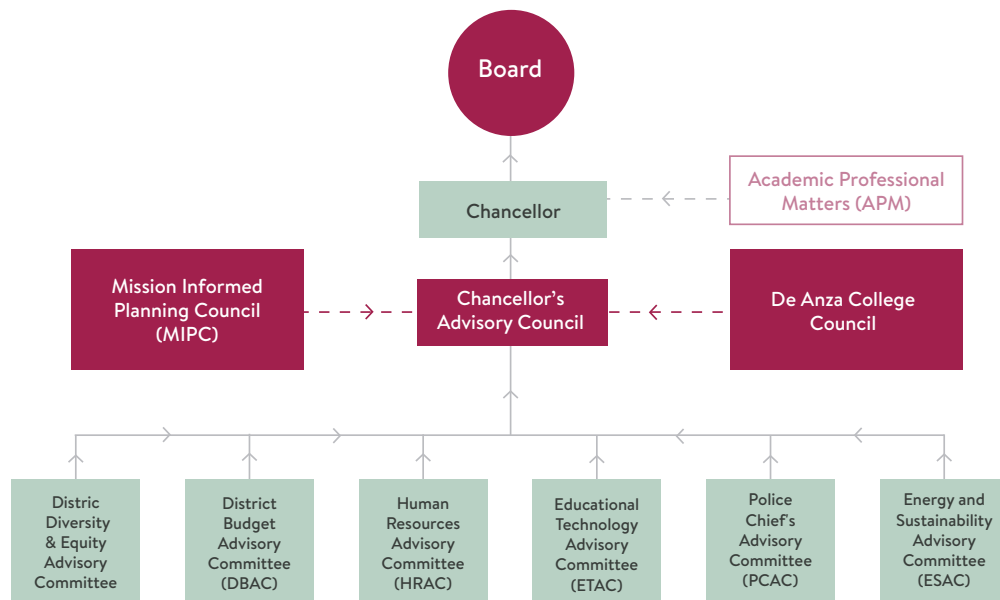 Board
Chancellor
Academic Professional
Matters (APM)
Mission Informed
Planning Council
(MIPC)
Chancellor’s
Advisory Council
De Anza College
Council
Distric
Diversity
& Equity
Advisory
Committee
District
Budget
Advisory
Committee
(DBAC)
Human
Resources
Advisory
Committee
(HRAC)
Educational
Technology
Advisory
Committee
(ETAC)
Police
Chief’s
Advisory
Committee
(PCAC)
Energy and
Sustainability
Advisory
Committee
(ESAC)